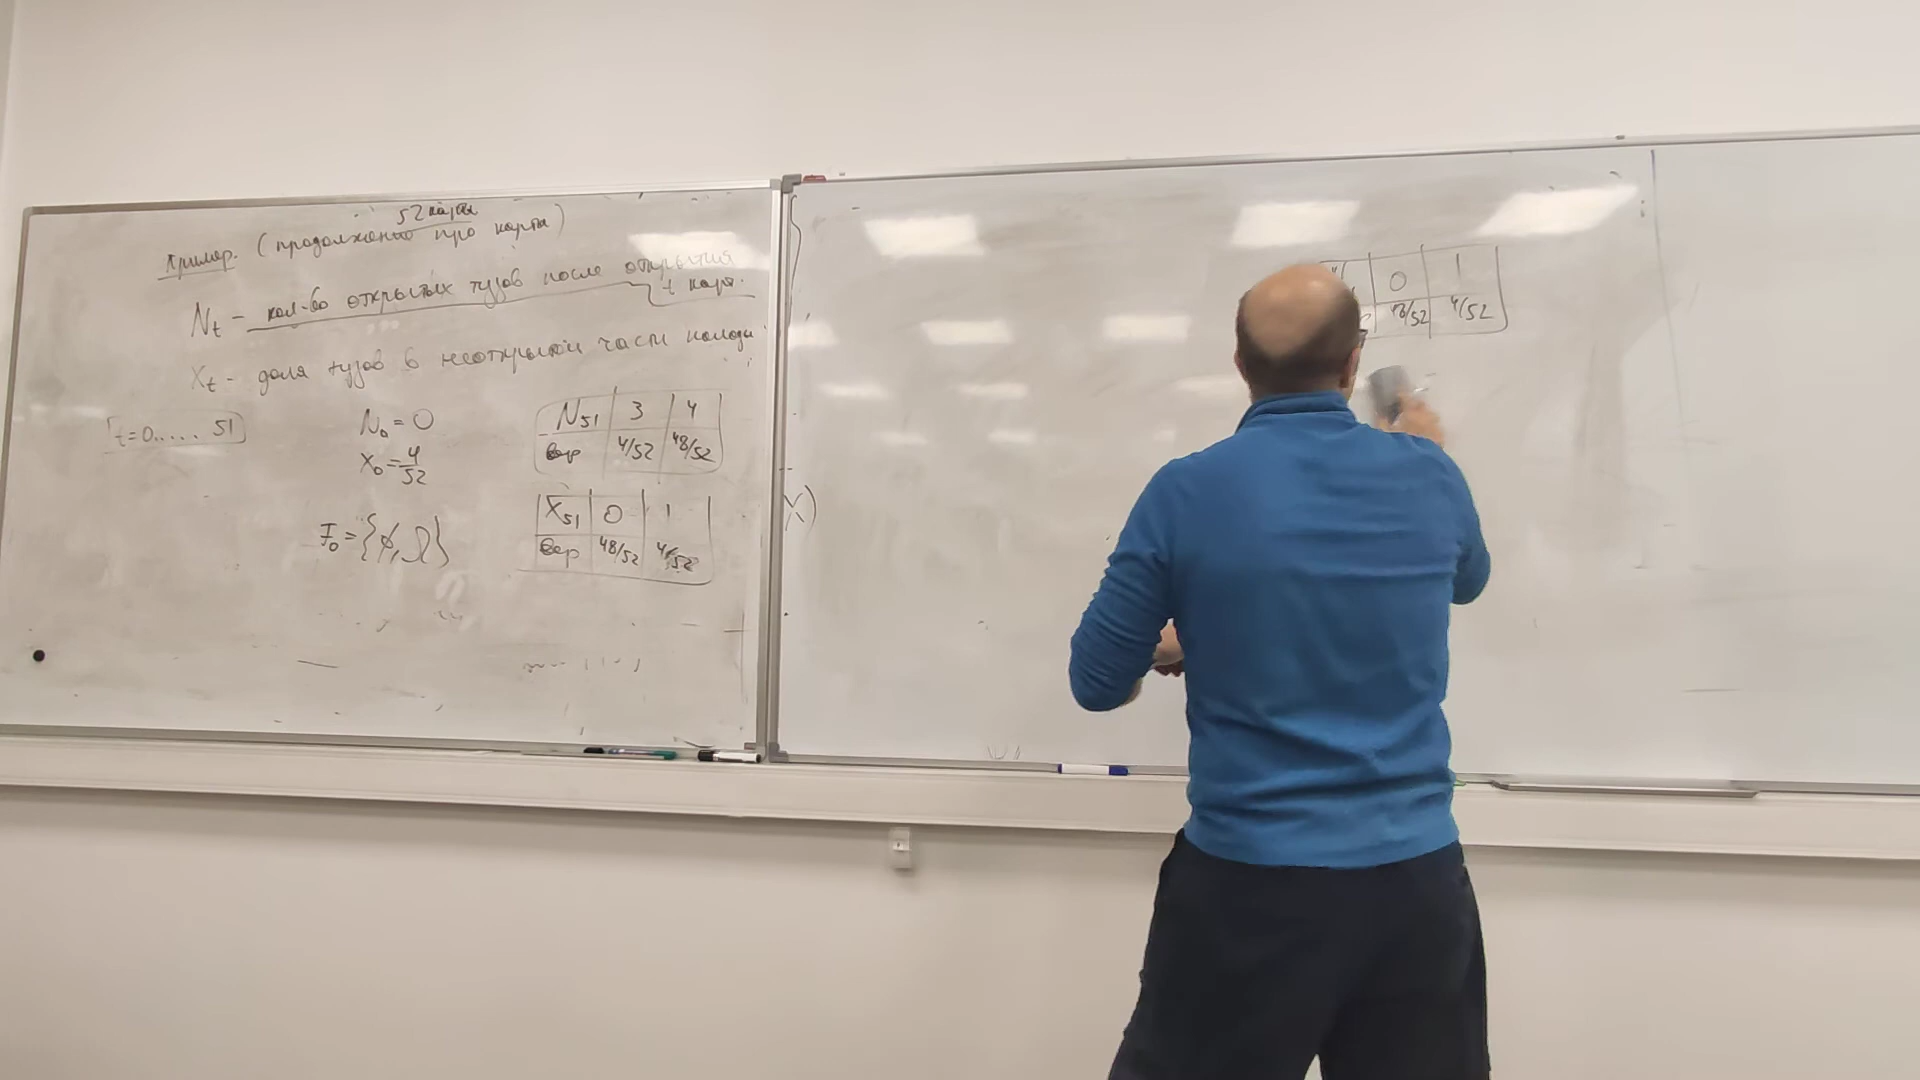 52 карты
Пример. (продолжение про карты)
N_t - кол-во открытых тузов после открытия
t карт.
X_t - доля тузов в неоткрытой части колоды
t=0..... 51
N_0 = 0
X_0 = 4/52
F_0 = {ϕ, Ω}
N_51 | 3 | 4
вер | 4/52 | 48/52
X_51 | 0 | 1
вер | 48/52 | 4/52
X)
0 | 1
48/52 | 4/52